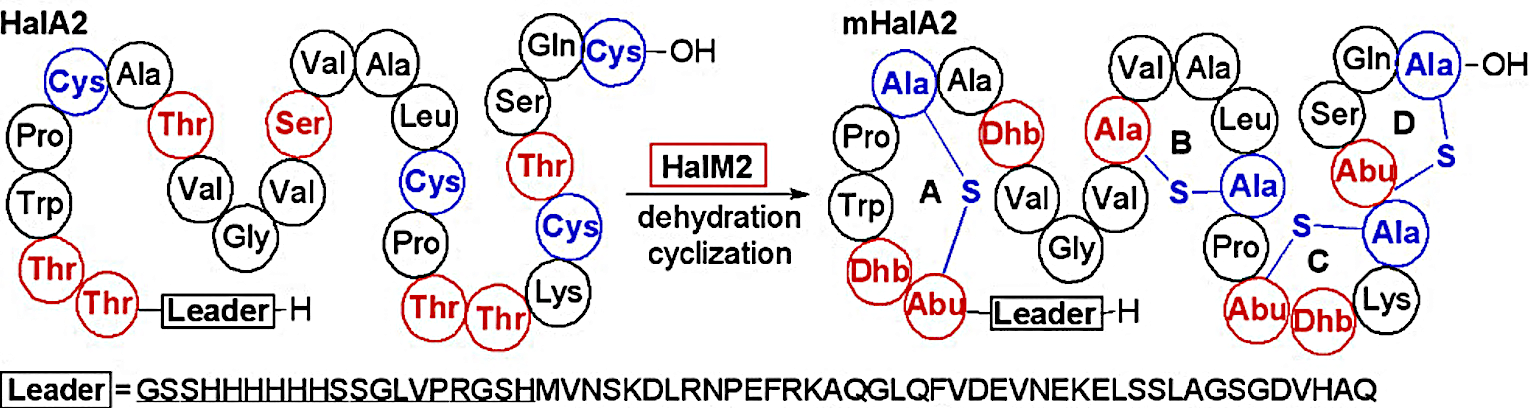 HalA2
Leader
H
Thr
Thr
Trp
Pro
Cys
Ala
Thr
Val
Gly
Val
Ser
Val
Ala
Leu
Cys
Pro
Thr
Thr
Lys
Cys
Thr
Ser
Gln
Cys
OH
HalM2
dehydration
cyclization
mHalA2
Leader
H
Abu
Dhb
Trp
Pro
Ala
Ala
Dhb
Val
Gly
Val
Ala
Val
Ala
Leu
Ala
Pro
Abu
Dhb
Lys
Ala
Abu
Ser
Gln
Ala
OH
A
S
B
S
C
S
D
S
Leader = GSSHHHHHHSSGLVPRGSHMVNSKDLRNPEFRKAQGLQFVDEVNEKELSSLAGSGDVHAQ